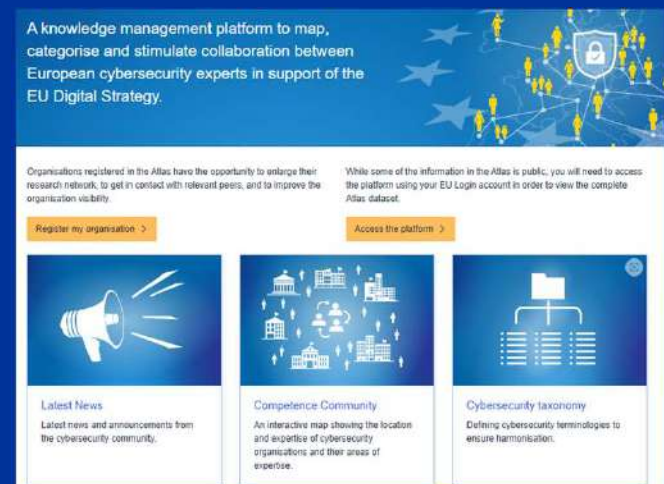 A knowledge management platform to map,
categorise and stimulate collaboration between
European cybersecurity experts in support of the
EU Digital Strategy.
Organisations registered in the Atlas have the opportunity to enlarge their
research network, to get in contact with relevant peers, and to improve the
organisation visibility.
Register my organisation >
While some of the information in the Atlas is public, you will need to access
the platform using your EU Login account in order to view the complete
Atlas dataset.
Access the platform >
Latest News
Latest news and announcements from
the cybersecurity community.
Competence Community
An interactive map showing the location
and expertise of cybersecurity
organisations and their areas of
expertise.
Cybersecurity taxonomy
Defining cybersecurity terminologies to
ensure harmonisation.